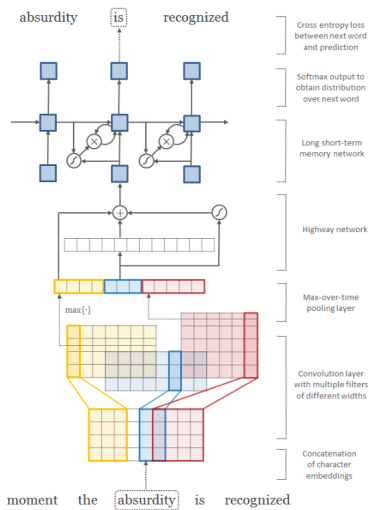 absurdity is recognized
Cross entropy loss
between next word
and prediction
Softmax output to
obtain distribution
over next word
Long short-term
memory network
Highway network
Max-over-time
pooling layer
max{·}
Convolution layer
with multiple filters
of different widths
Concatenation
of character
embeddings
moment the absurdity is recognized